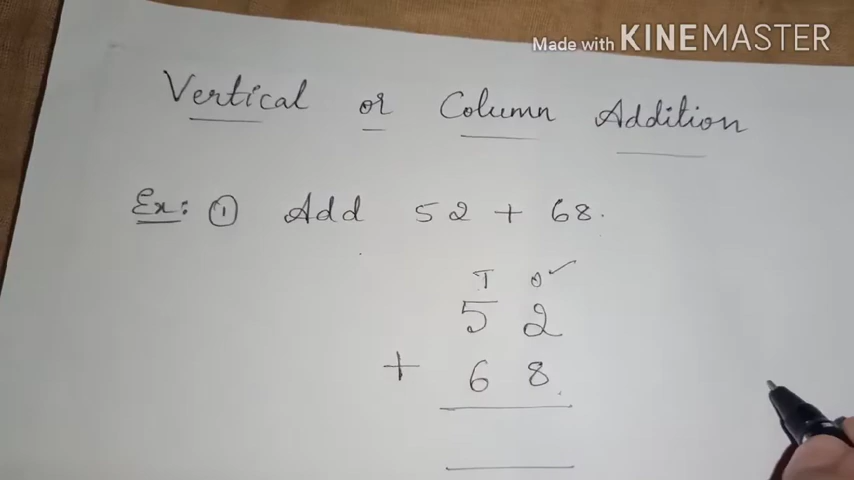 Made with KINEMASTER
Vertical or Column Addition
Ex: ① Add 52 + 68.
T O ✓
5 2
+ 6 8